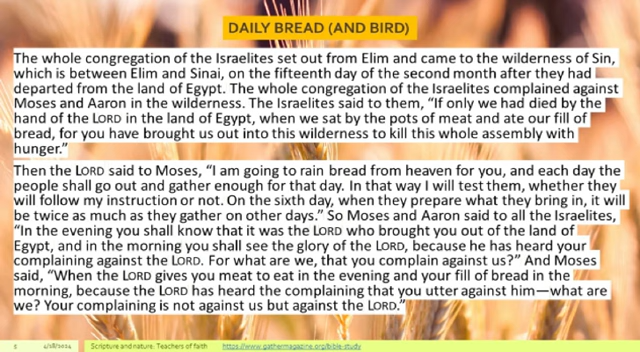 DAILY BREAD (AND BIRD)
The whole congregation of the Israelites set out from Elim and came to the wilderness of Sin,
which is between Elim and Sinai, on the fifteenth day of the second month after they had
departed from the land of Egypt. The whole congregation of the Israelites complained against
Moses and Aaron in the wilderness. The Israelites said to them, “If only we had died by the
hand of the LORD in the land of Egypt, when we sat by the pots of meat and ate our fill of
bread, for you have brought us out into this wilderness to kill this whole assembly with
hunger.”
Then the LORD said to Moses, “I am going to rain bread from heaven for you, and each day the
people shall go out and gather enough for that day. In that way I will test them, whether they
will follow my instruction or not. On the sixth day, when they prepare what they bring in, it will
be twice as much as they gather on other days.” So Moses and Aaron said to all the Israelites,
“In the evening you shall know that it was the LORD who brought you out of the land of
Egypt, and in the morning you shall see the glory of the LORD, because he has heard your
complaining against the LORD. For what are we, that you complain against us?” And Moses
said, “When the LORD gives you meat to eat in the evening and your fill of bread in the
morning, because the LORD has heard the complaining that you utter against him—what are
we? Your complaining is not against us but against the LORD.”
5 4/18/2024 Scripture and nature: Teachers of faith https://www.gathermagazine.org/bible-study